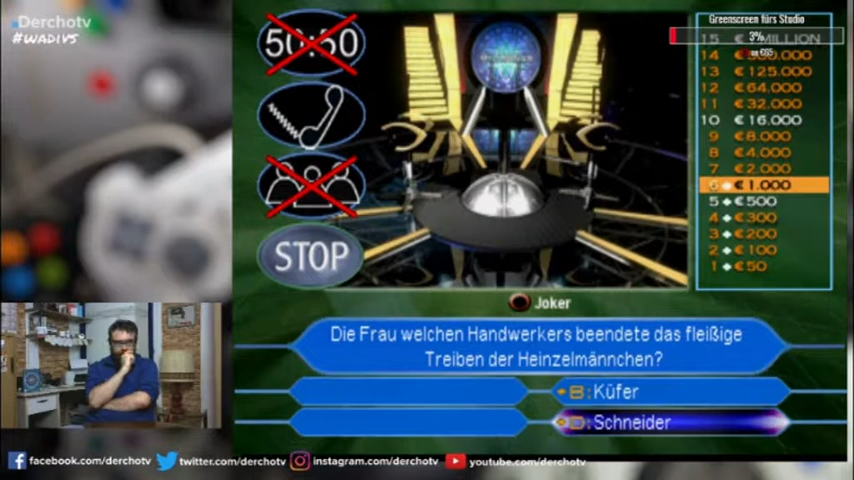 Derchotv
#WADIVS
50:50
STOP
Greenscreen fürs Studio
3%
15 € 1 MILLION
14 € 500.000
13 € 125.000
12 € 64.000
11 € 32.000
10 € 16.000
9 € 8.000
8 € 4.000
7 € 2.000
6 € 1.000
5 € 500
4 € 300
3 € 200
2 € 100
1 € 50
Joker
Die Frau welchen Handwerkers beendete das fleißige
Treiben der Heinzelmännchen?
B: Küfer
D: Schneider
facebook.com/derchotv twitter.com/derchotv instagram.com/derchotv youtube.com/derchotv